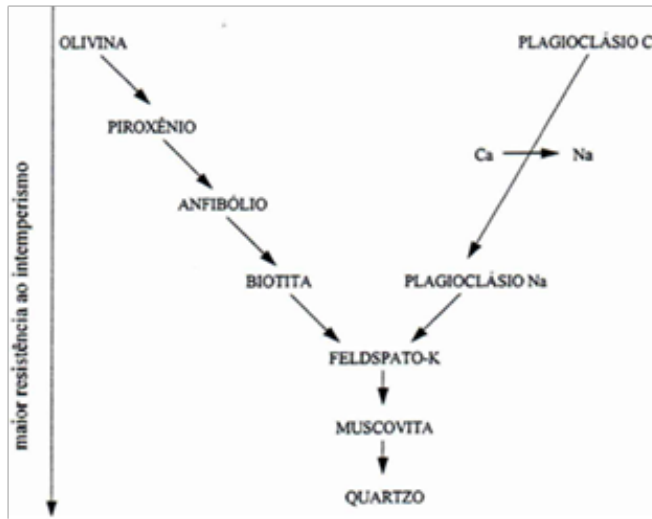 OLIVINA
PLAGIOCLÁSIO C
PIROXÊNIO
Ca
Na
ANFIBÓLIO
BIOTITA
PLAGIOCLÁSIO Na
FELDSPATO-K
MUSCOVITA
QUARTZO
maior resistência ao intemperismo